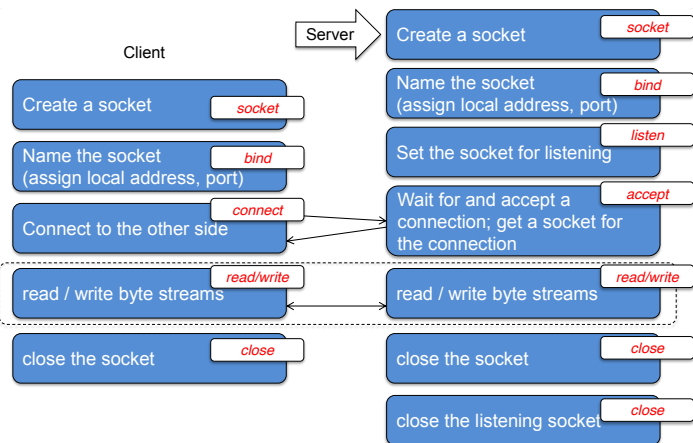 Client
Create a socket
socket
Name the socket
(assign local address, port)
bind
Connect to the other side
connect
read / write byte streams
read/write
close the socket
close
Server
Create a socket
socket
Name the socket
(assign local address, port)
bind
Set the socket for listening
listen
Wait for and accept a
connection; get a socket for
the connection
accept
read / write byte streams
read/write
close the socket
close
close the listening socket
close